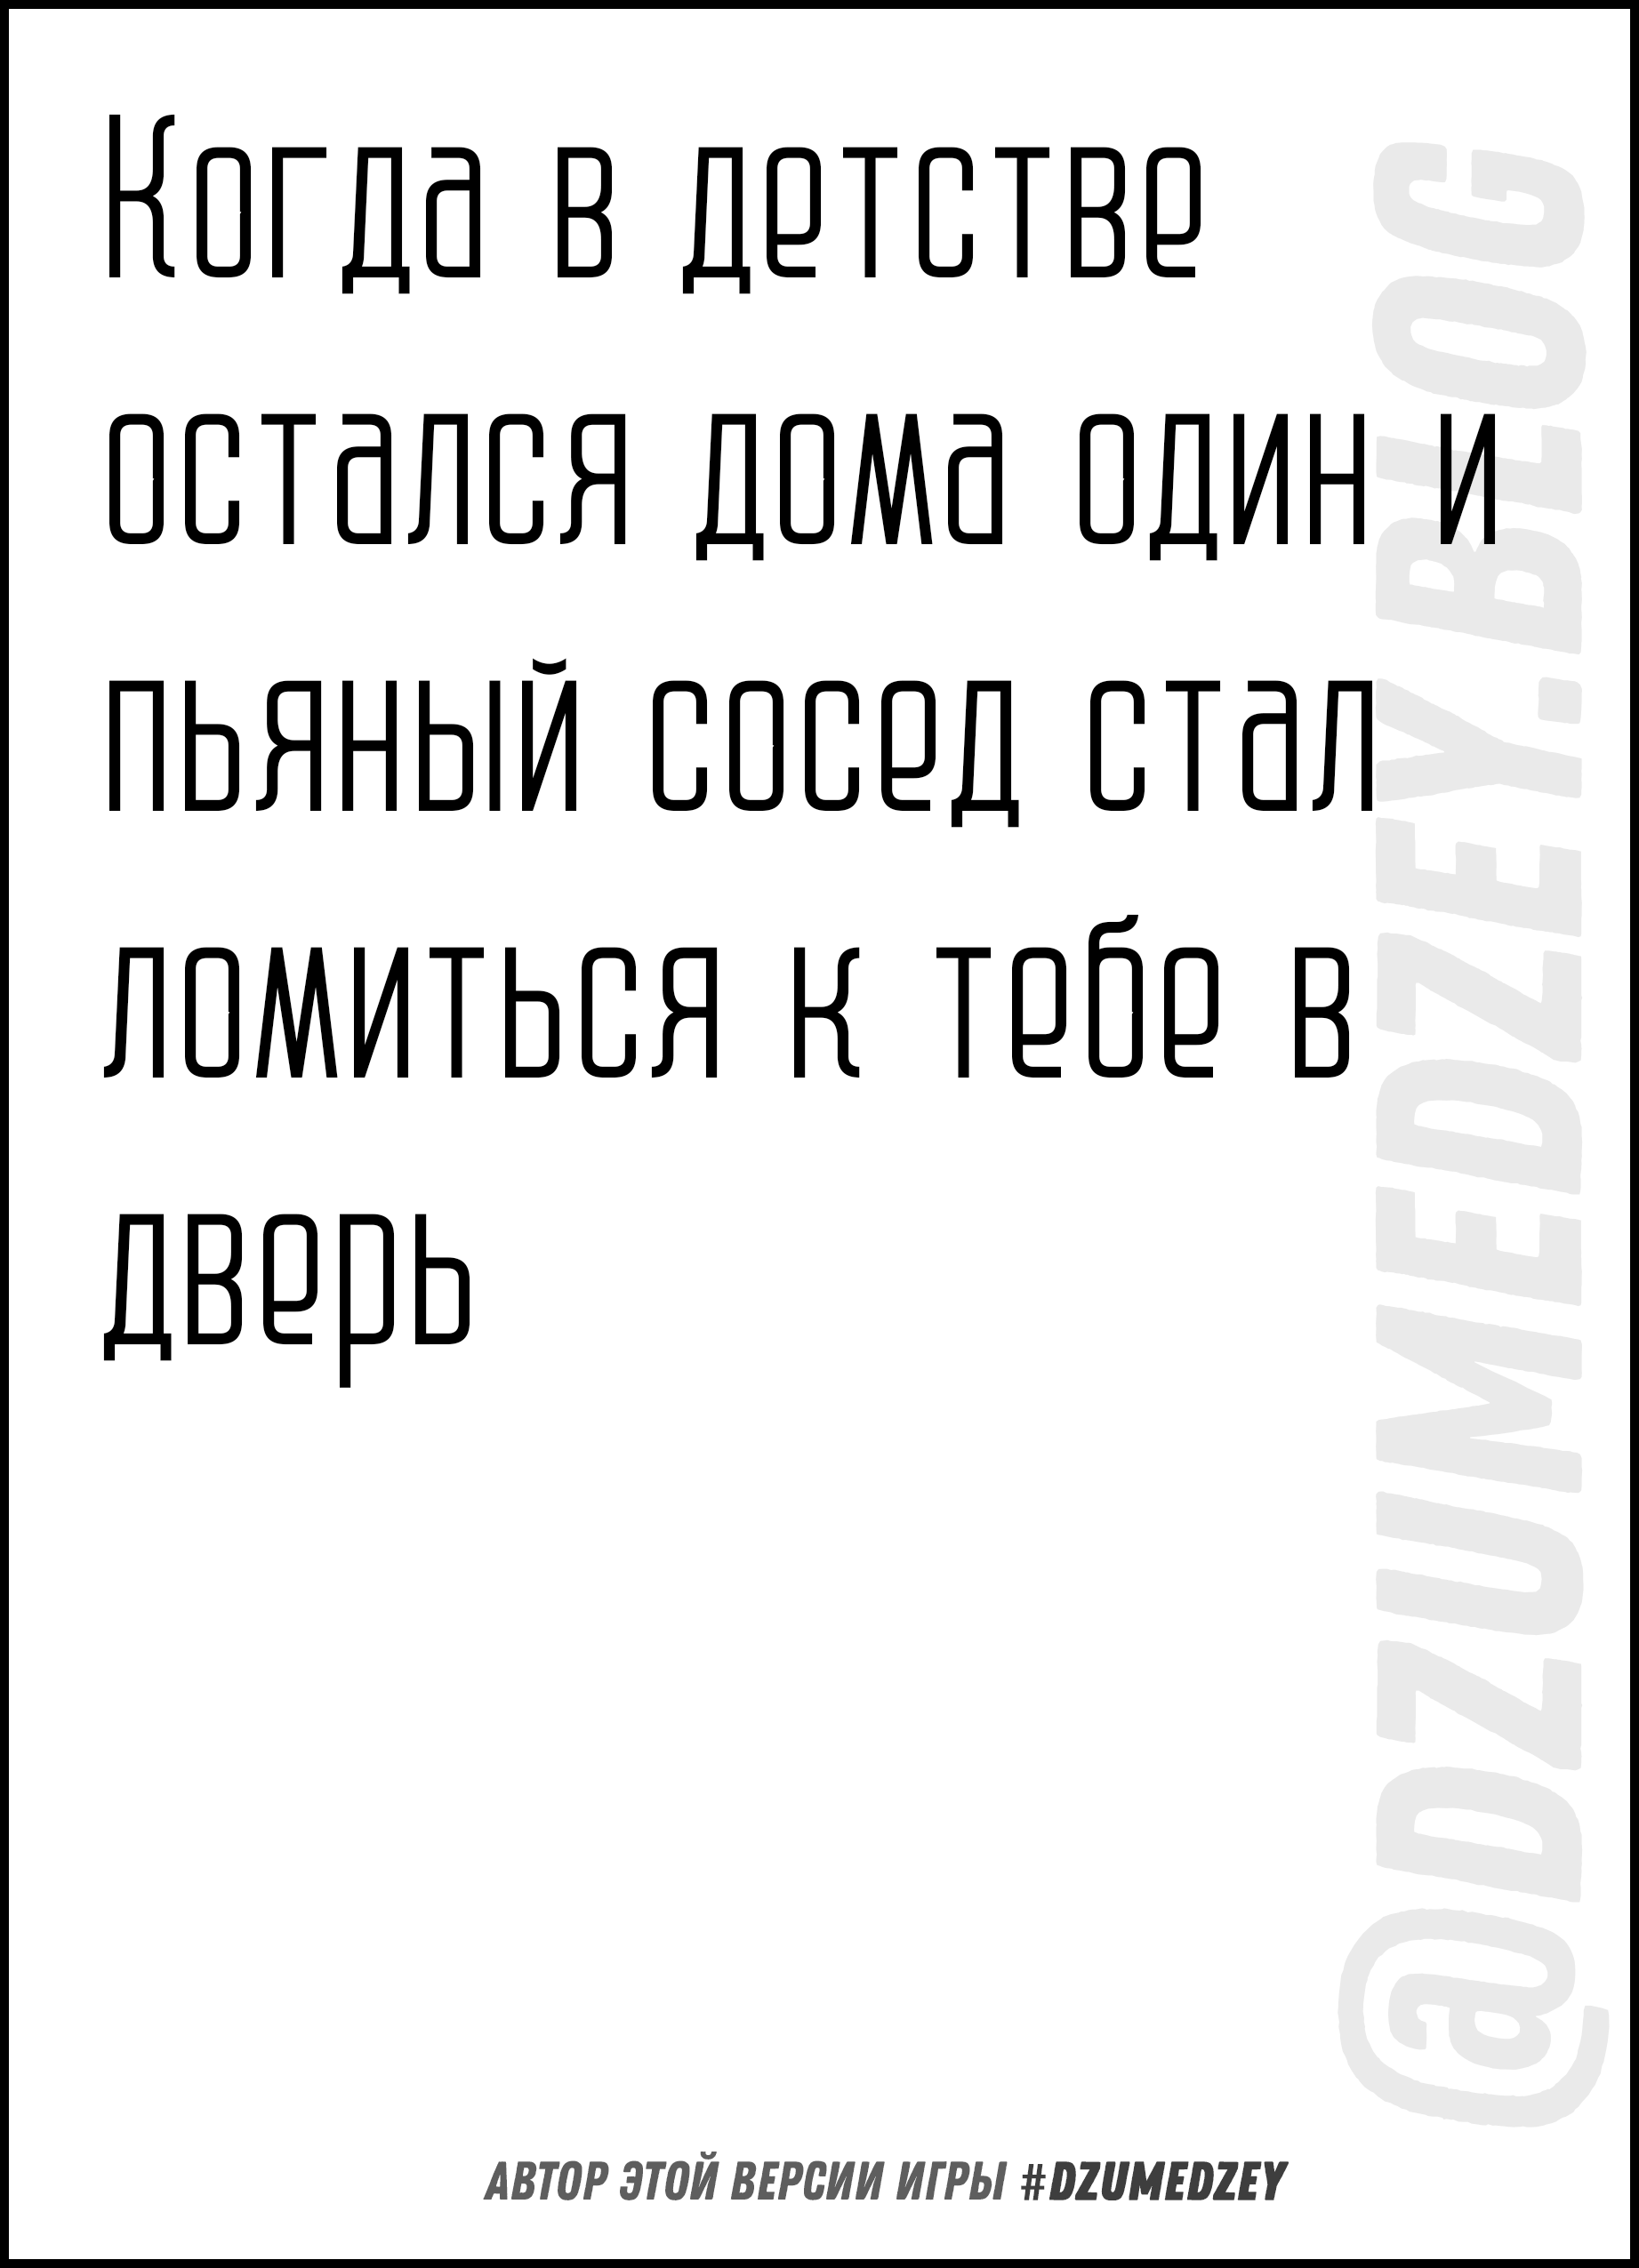 Когда в детстве
остался дома один и
пьяный сосед стал
ломиться к тебе в
дверь
@DZUMEDZEY.BLOG
АВТОР ЭТОЙ ВЕРСИИ ИГРЫ #DZUMEDZEY